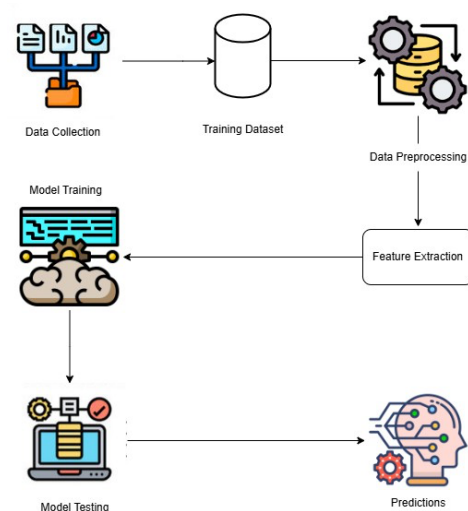 Data Collection
Training Dataset
Data Preprocessing
Model Training
Feature Extraction
Model Testing
Predictions